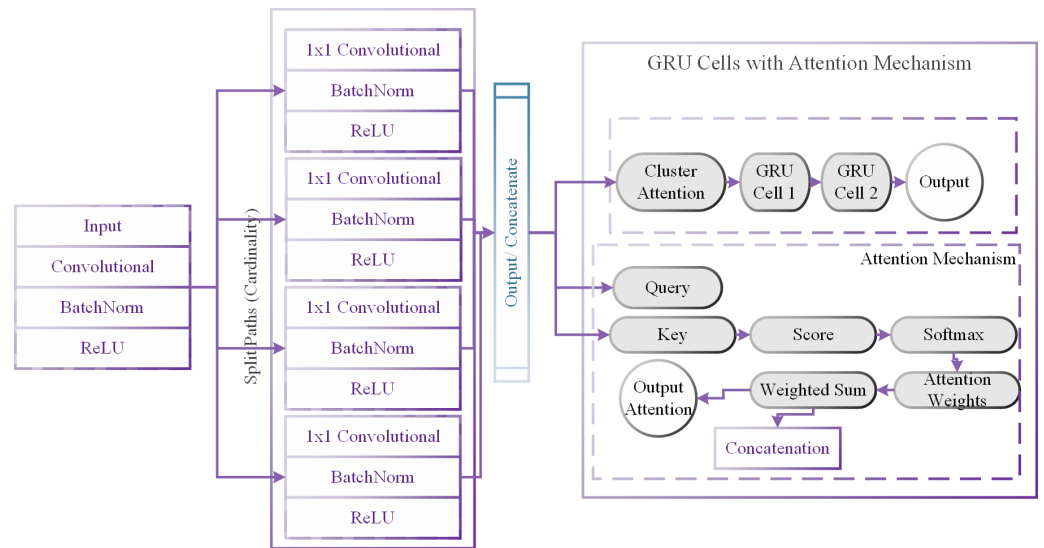 Input
Convolutional
BatchNorm
ReLU
Split Paths (Cardinality)
1x1 Convolutional
BatchNorm
ReLU
1x1 Convolutional
BatchNorm
ReLU
1x1 Convolutional
BatchNorm
ReLU
1x1 Convolutional
BatchNorm
ReLU
Output/ Concatenate
GRU Cells with Attention Mechanism
Cluster
Attention
GRU
Cell 1
GRU
Cell 2
Output
Attention Mechanism
Query
Key
Score
Softmax
Output
Attention
Weighted Sum
Attention
Weights
Concatenation